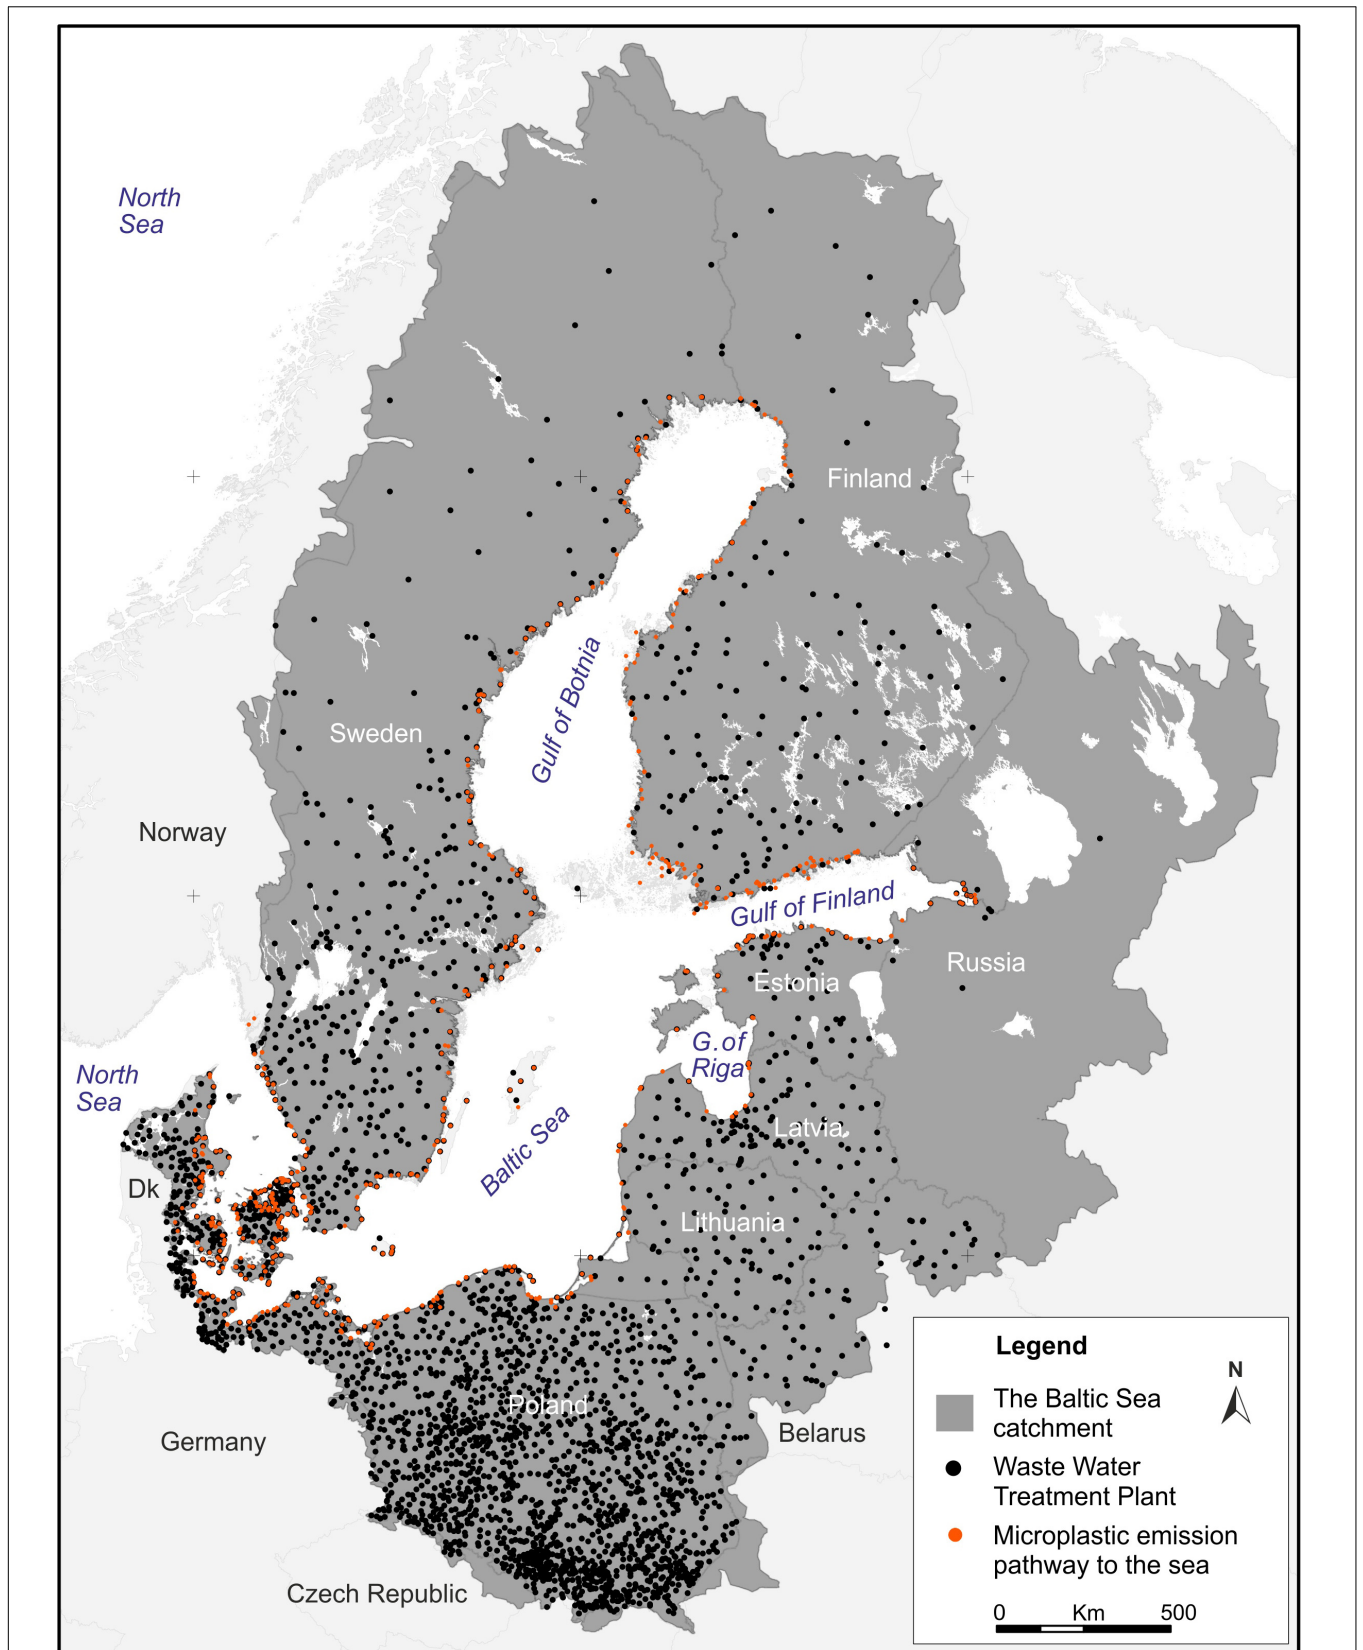 North
Sea
Finland
Gulf of Botnia
Sweden
Norway
Gulf of Finland
Russia
Estonia
G. of
Riga
North
Sea
Baltic Sea
Latvia
Dk
Lithuania
Poland
Germany
Belarus
Czech Republic
Legend
N
The Baltic Sea
catchment
Waste Water
Treatment Plant
Microplastic emission
pathway to the sea
0 Km 500